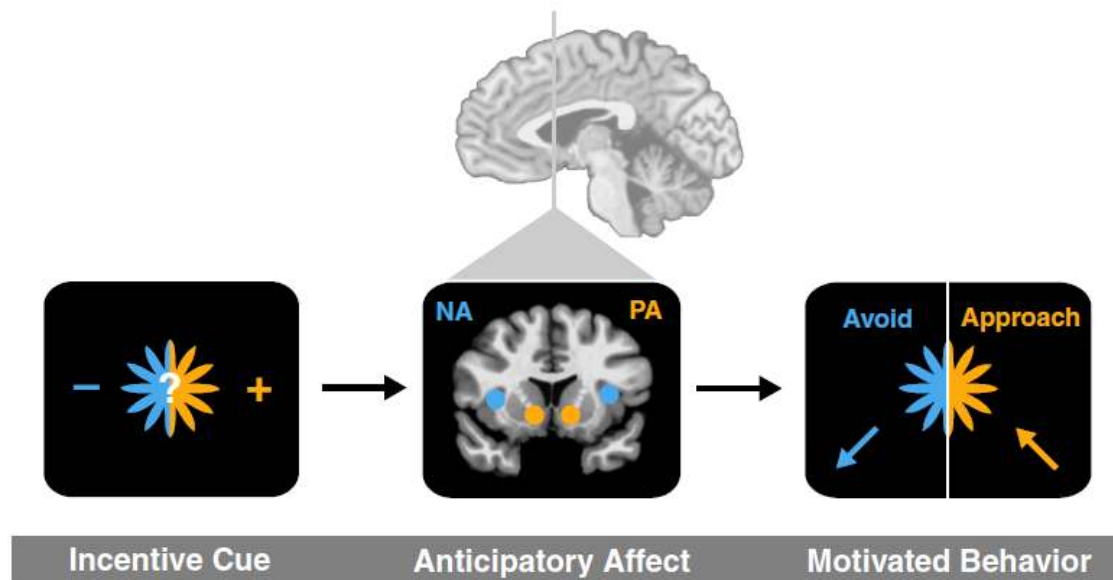 NA PA
Avoid Approach
− ? +
Incentive Cue Anticipatory Affect Motivated Behavior